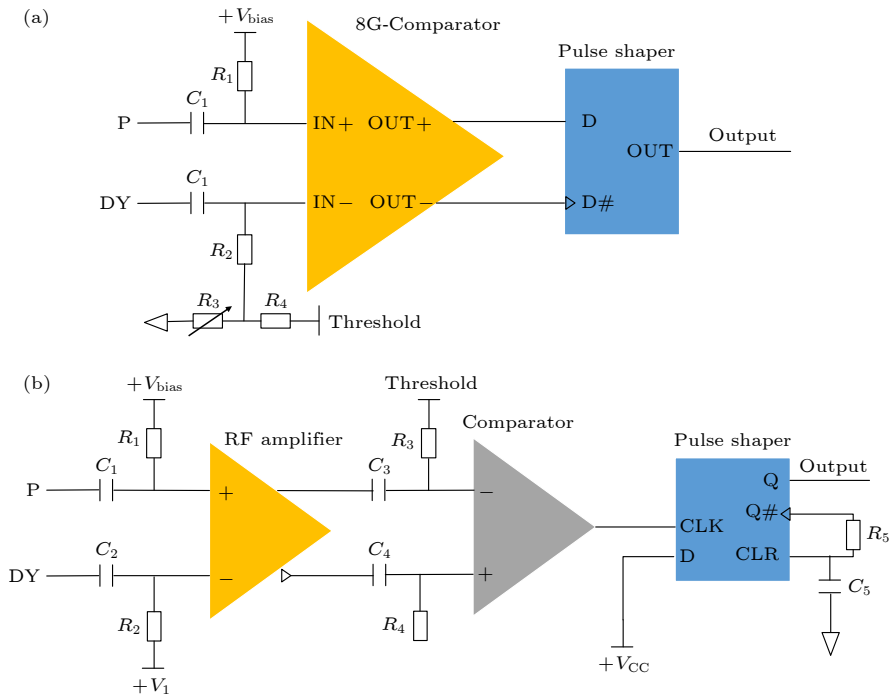 (a)
+V_bias
8G-Comparator
Pulse shaper
R_1
C_1
P
IN+ OUT+
D
Output
OUT
C_1
DY
IN− OUT−
D#
R_2
R_3
R_4
Threshold
(b)
+V_bias
Threshold
Comparator
RF amplifier
Pulse shaper
R_1
R_3
C_1
C_3
P
+
−
Q
Output
Q#
CLK
R_5
C_2
C_4
D
CLR
DY
−
+
C_5
R_2
R_4
+V_CC
+V_1